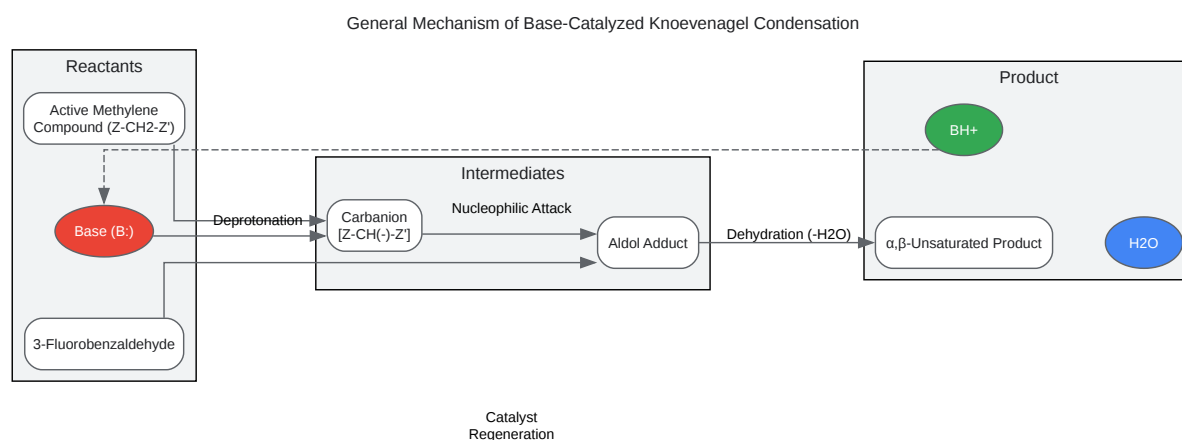 General Mechanism of Base-Catalyzed Knoevenagel Condensation
Reactants
Active Methylene
Compound (Z-CH2-Z')
Base (B:)
3-Fluorobenzaldehyde
Deprotonation
Intermediates
Carbanion
[Z-CH(-)-Z']
Nucleophilic Attack
Aldol Adduct
Dehydration (-H2O)
Product
BH+
α,β-Unsaturated Product
H2O
Catalyst
Regeneration